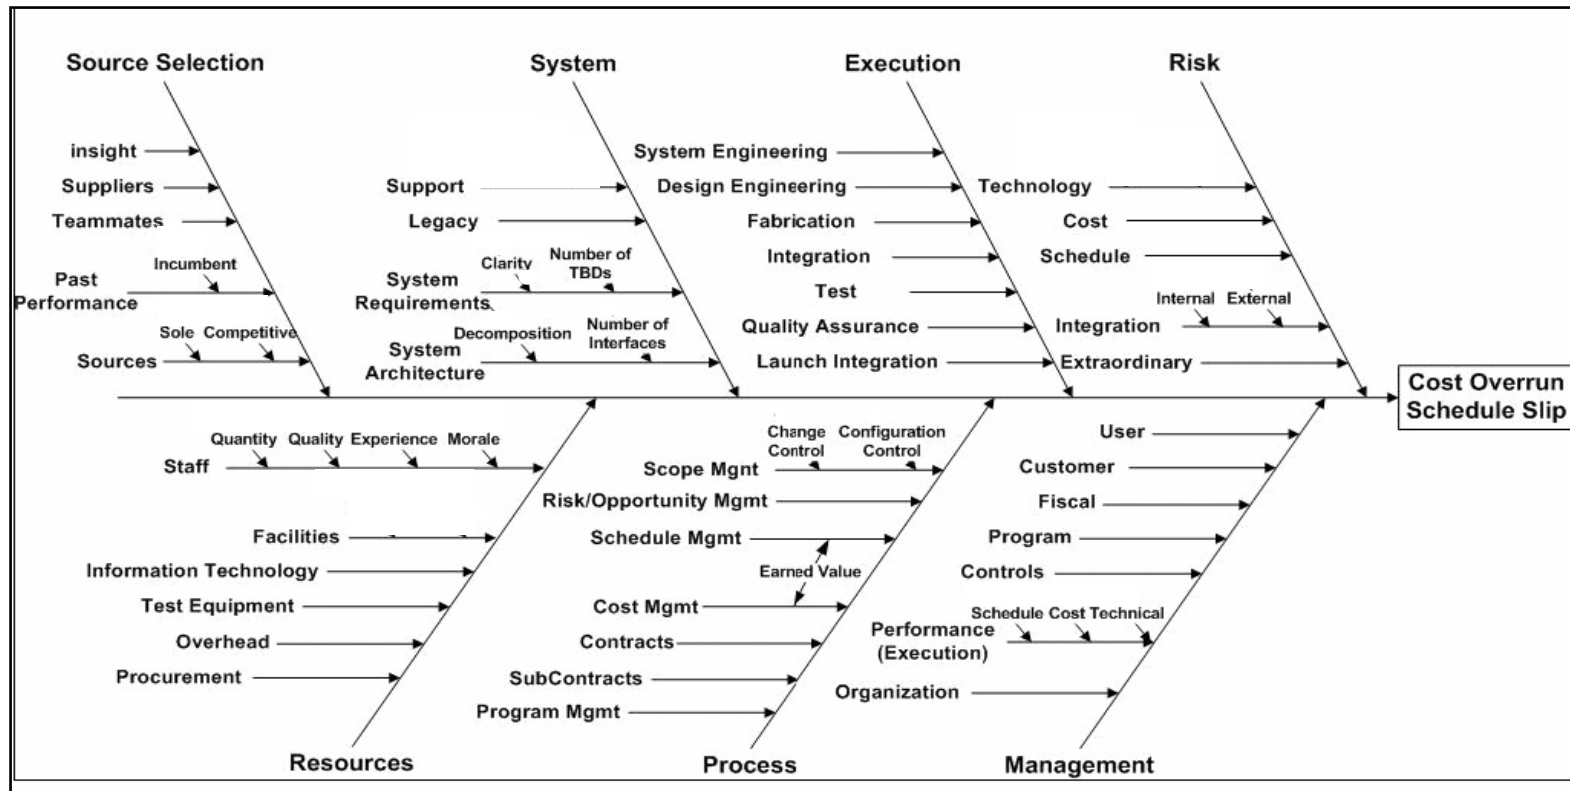 Source Selection
System
Execution
Risk
insight
Suppliers
Teammates
Incumbent
Past
Performance
Sole
Competitive
Sources
Support
Legacy
Clarity
Number of
TBDs
System
Requirements
Decomposition
Number of
Interfaces
System
Architecture
System Engineering
Design Engineering
Fabrication
Integration
Test
Quality Assurance
Launch Integration
Technology
Cost
Schedule
Internal
External
Integration
Extraordinary
Cost Overrun
Schedule Slip
Quantity
Quality
Experience
Morale
Staff
Facilities
Information Technology
Test Equipment
Overhead
Procurement
Resources
Change
Control
Configuration
Control
Scope Mgnt
Risk/Opportunity Mgmt
Schedule Mgmt
Earned Value
Cost Mgmt
Contracts
SubContracts
Program Mgmt
Process
User
Customer
Fiscal
Program
Controls
Schedule
Cost
Technical
Performance
(Execution)
Organization
Management